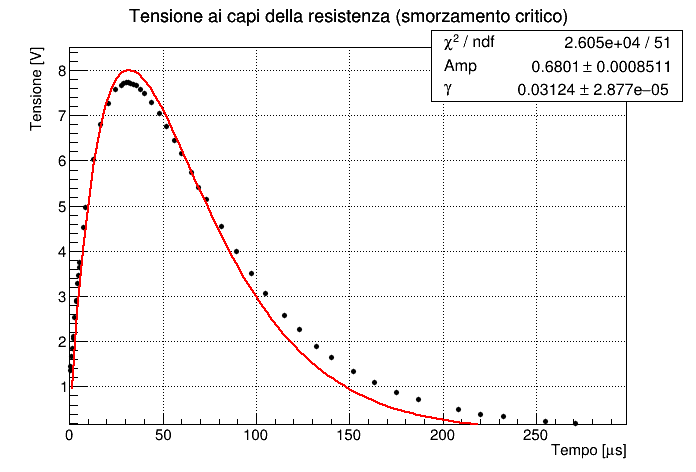 Tensione ai capi della resistenza (smorzamento critico)
χ² / ndf 2.605e+04 / 51
Amp 0.6801 ± 0.0008511
γ 0.03124 ± 2.877e−05
Tensione [V]
8
7
6
5
4
3
2
1
0 50 100 150 200 250
Tempo [μs]